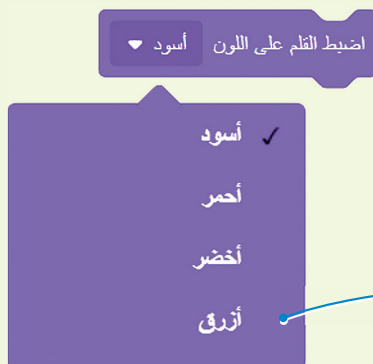 اضبط القلم على اللون أسود
أسود
أحمر
أخضر
أزرق